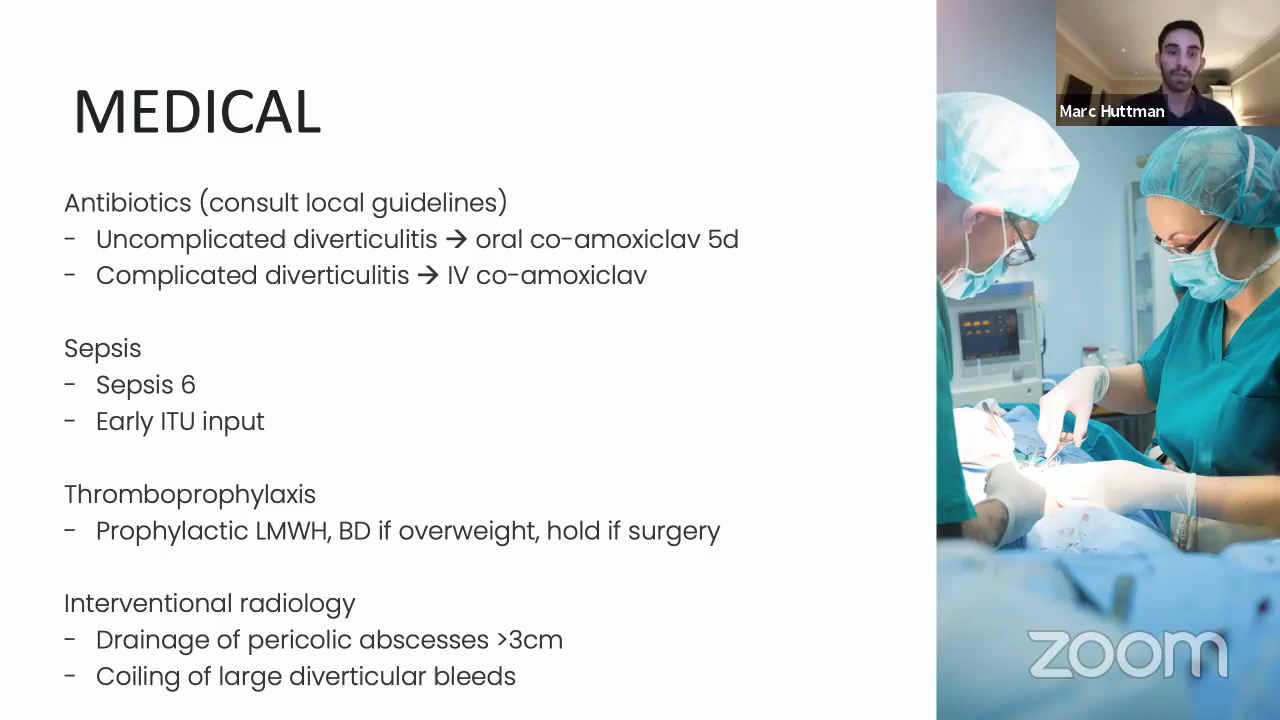 MEDICAL
Antibiotics (consult local guidelines)
- Uncomplicated diverticulitis → oral co-amoxiclav 5d
- Complicated diverticulitis → IV co-amoxiclav
Sepsis
- Sepsis 6
- Early ITU input
Thromboprophylaxis
- Prophylactic LMWH, BD if overweight, hold if surgery
Interventional radiology
- Drainage of pericolic abscesses >3cm
- Coiling of large diverticular bleeds
Marc Huttman
zoom